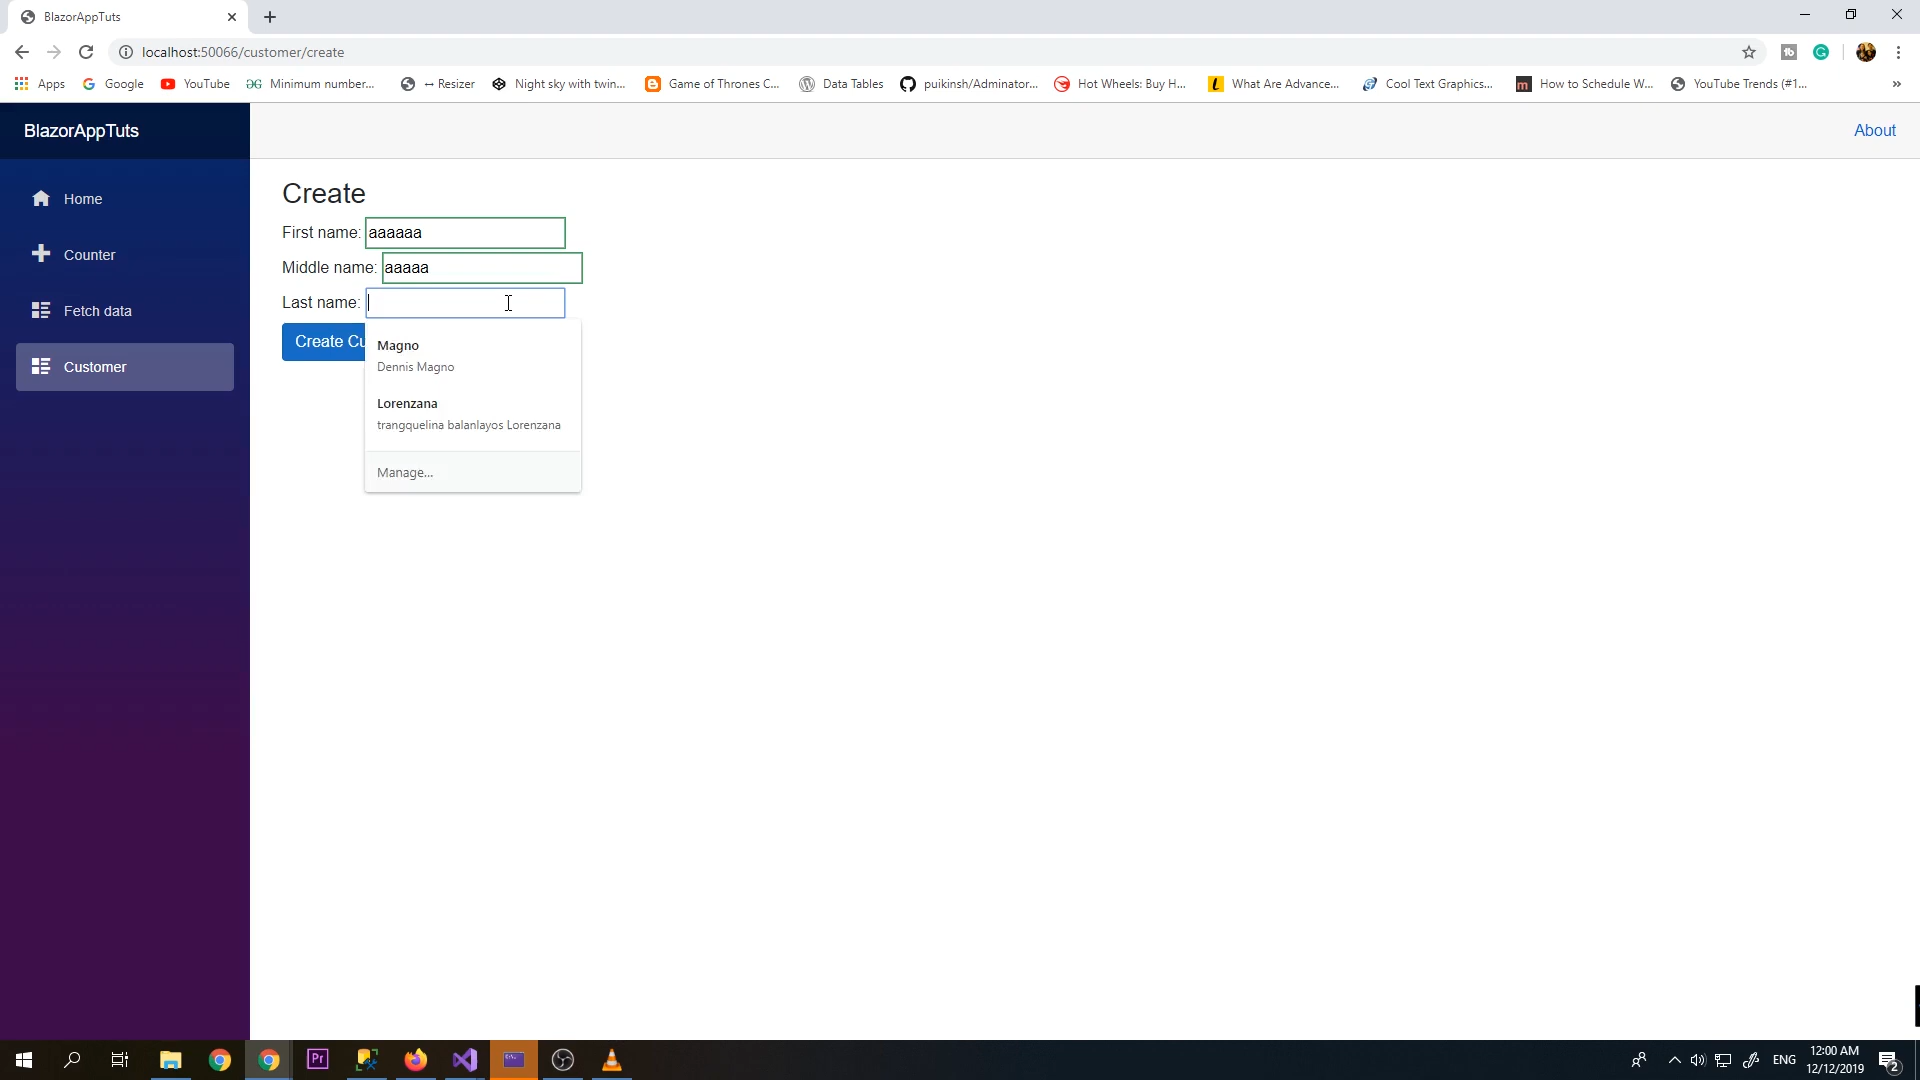 BlazorAppTuts
localhost:50066/customer/create
Apps Google YouTube Minimum number... ↔ Resizer Night sky with twin... Game of Thrones C... Data Tables puikinsh/Adminator... Hot Wheels: Buy H... What Are Advance... Cool Text Graphics... How to Schedule W... YouTube Trends (#1... »
BlazorAppTuts
About
Home
Counter
Fetch data
Customer
Create
First name: aaaaaa
Middle name: aaaaa
Last name:
Create Cu
Magno
Dennis Magno
Lorenzana
trangquelina balanlayos Lorenzana
Manage...
Pr
ENG
12:00 AM
12/12/2019
2